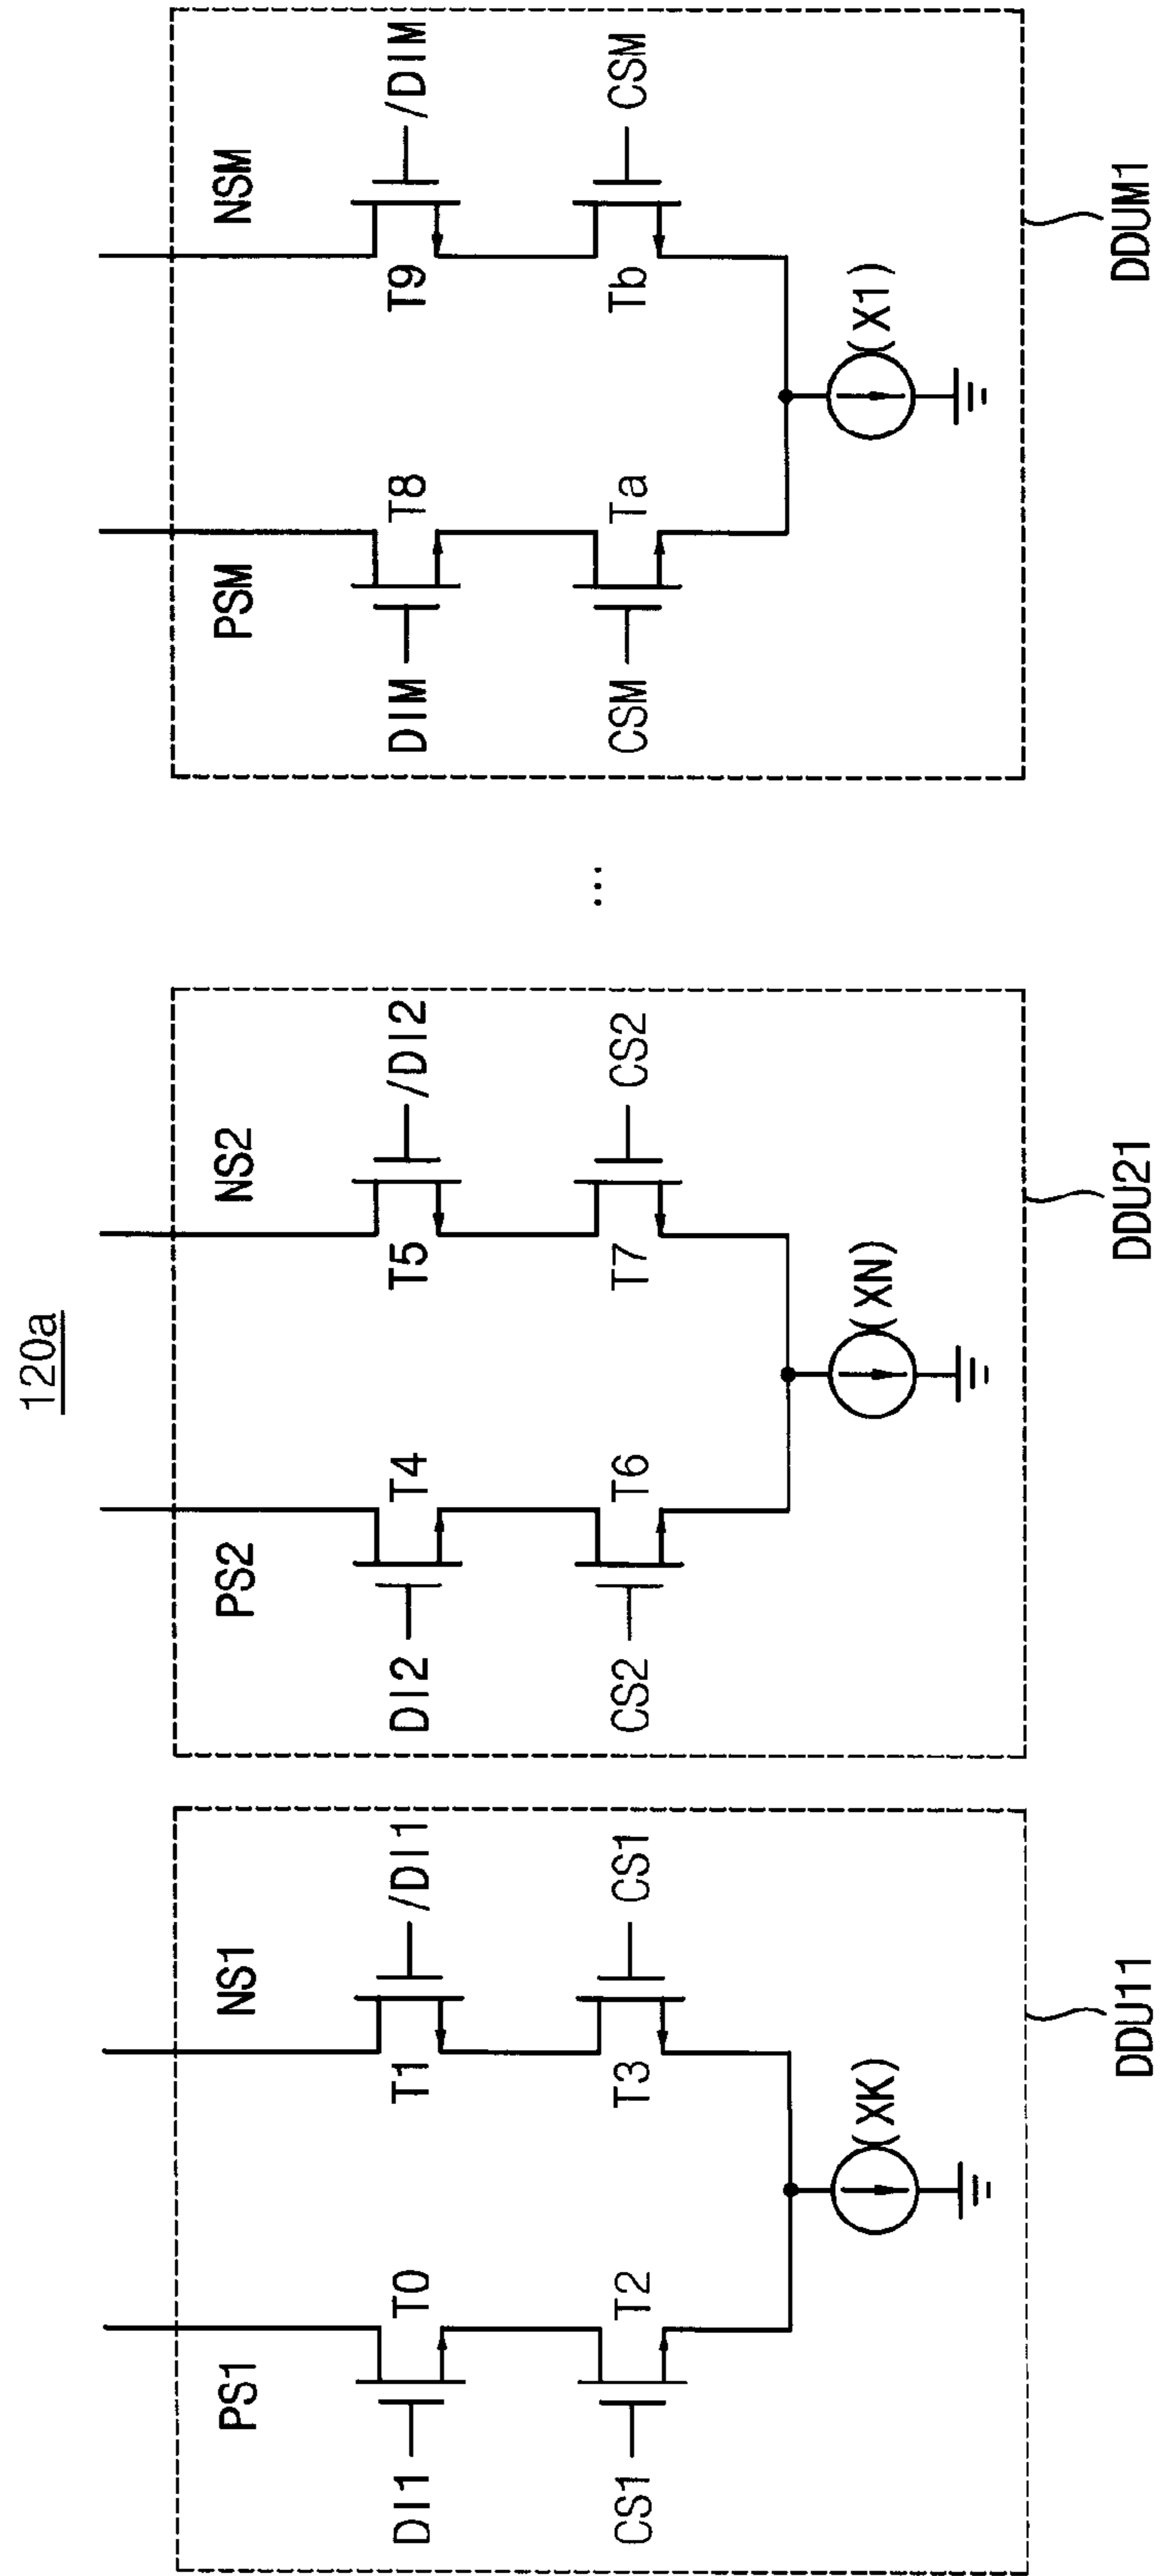 120a
PS1
NS1
DI1
T0
T1
/DI1
CS1
T2
T3
CS1
(XK)
DDU11
PS2
NS2
DI2
T4
T5
/DI2
CS2
T6
T7
CS2
(XN)
DDU21
...
PSM
NSM
DIM
T8
T9
/DIM
CSM
Ta
Tb
CSM
(X1)
DDUM1